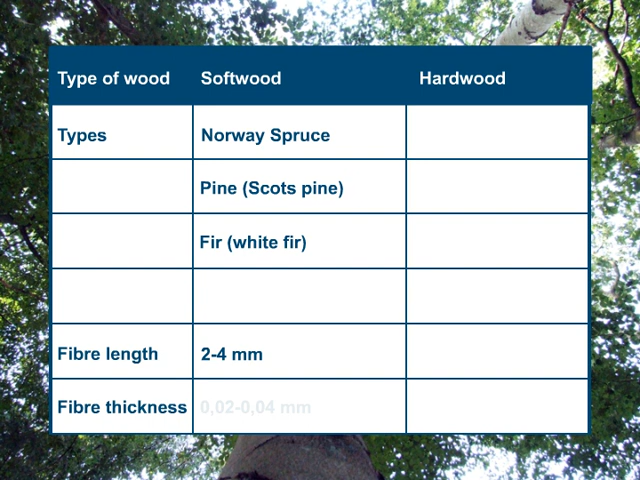 Type of wood Softwood Hardwood
Types Norway Spruce
Pine (Scots pine)
Fir (white fir)
Fibre length 2-4 mm
Fibre thickness 0,02-0,04 mm